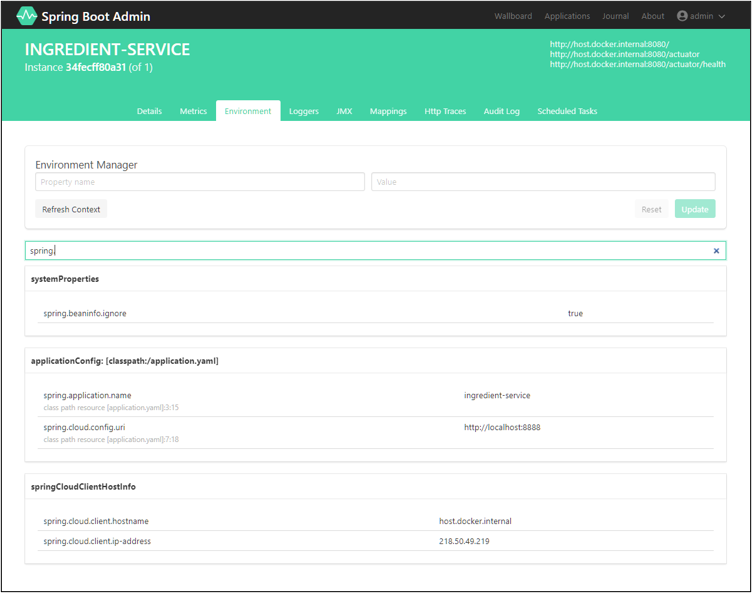 Spring Boot Admin
Wallboard Applications Journal About admin
INGREDIENT-SERVICE
Instance 34fecff80a31 (of 1)
http://host.docker.internal:8080/
http://host.docker.internal:8080/actuator
http://host.docker.internal:8080/actuator/health
Details Metrics Environment Loggers JMX Mappings Http Traces Audit Log Scheduled Tasks
Environment Manager
Property name Value
Refresh Context Reset Update
spring.
systemProperties
spring.beaninfo.ignore true
applicationConfig: [classpath:/application.yaml]
spring.application.name ingredient-service
class path resource [application.yaml]:3:15
spring.cloud.config.uri http://localhost:8888
class path resource [application.yaml]:7:18
springCloudClientHostInfo
spring.cloud.client.hostname host.docker.internal
spring.cloud.client.ip-address 218.50.49.219